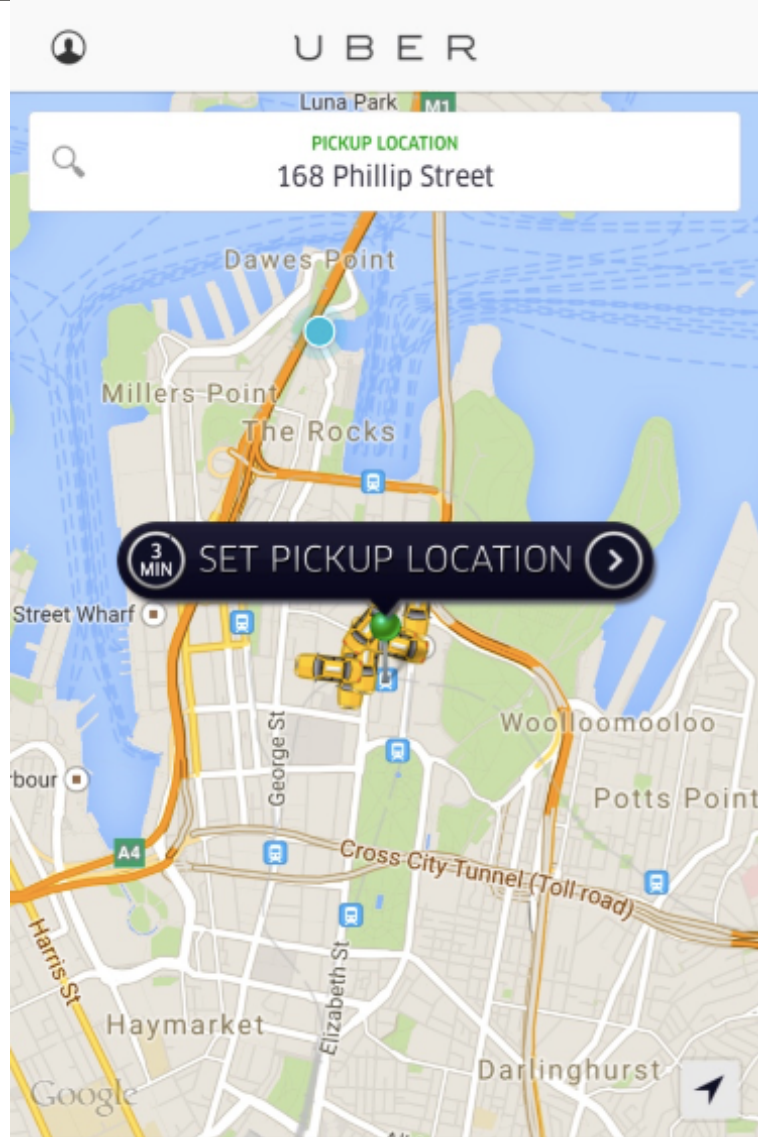 UBER
Luna Park
M1
PICKUP LOCATION
168 Phillip Street
Dawes Point
Millers Point
The Rocks
3 MIN
SET PICKUP LOCATION
Street Wharf
Woolloomooloo
George St
bour
Potts Point
A4
Cross City Tunnel (Toll road)
Harris St
Elizabeth St
Haymarket
Darlinghurst
Google